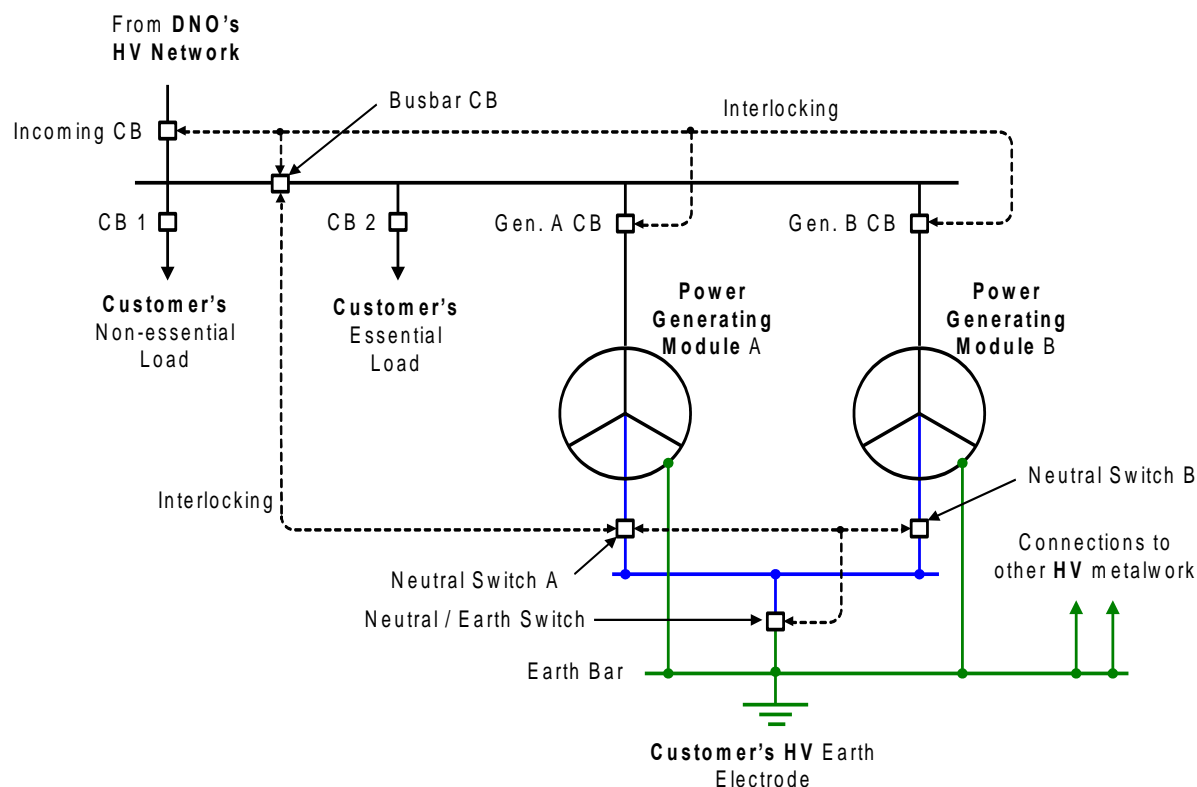 From DNO's
HV Network
Busbar CB
Interlocking
Incoming CB
CB 1
CB 2
Gen. A CB
Gen. B CB
Customer's
Non-essential
Load
Customer's
Essential
Load
Power
Generating
Module A
Power
Generating
Module B
Interlocking
Neutral Switch B
Connections to
other HV metalwork
Neutral Switch A
Neutral / Earth Switch
Earth Bar
Customer's HV Earth
Electrode